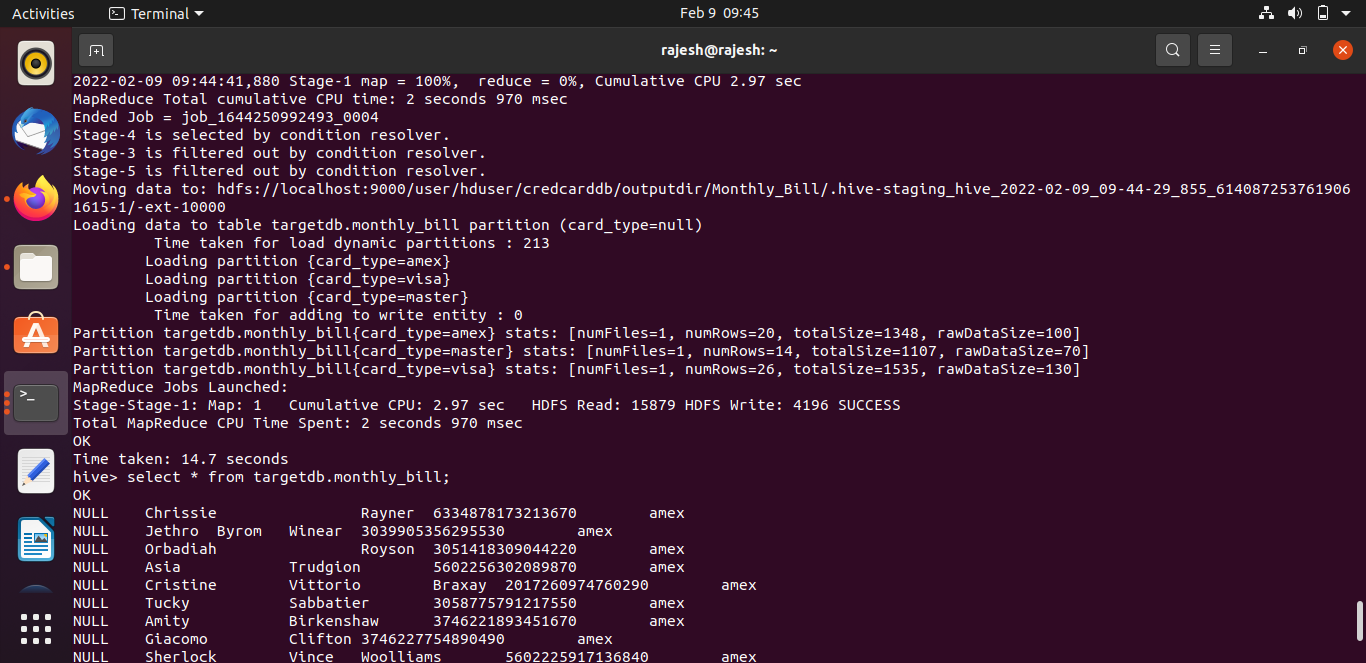 Activities
Terminal
Feb 9 09:45
rajesh@rajesh: ~
2022-02-09 09:44:41,880 Stage-1 map = 100%,  reduce = 0%, Cumulative CPU 2.97 sec
MapReduce Total cumulative CPU time: 2 seconds 970 msec
Ended Job = job_1644250992493_0004
Stage-4 is selected by condition resolver.
Stage-3 is filtered out by condition resolver.
Stage-5 is filtered out by condition resolver.
Moving data to: hdfs://localhost:9000/user/hduser/credcarddb/outputdir/Monthly_Bill/.hive-staging_hive_2022-02-09_09-44-29_855_614087253761906
1615-1/-ext-10000
Loading data to table targetdb.monthly_bill partition (card_type=null)
Time taken for load dynamic partitions : 213
Loading partition {card_type=amex}
Loading partition {card_type=visa}
Loading partition {card_type=master}
Time taken for adding to write entity : 0
Partition targetdb.monthly_bill{card_type=amex} stats: [numFiles=1, numRows=20, totalSize=1348, rawDataSize=100]
Partition targetdb.monthly_bill{card_type=master} stats: [numFiles=1, numRows=14, totalSize=1107, rawDataSize=70]
Partition targetdb.monthly_bill{card_type=visa} stats: [numFiles=1, numRows=26, totalSize=1535, rawDataSize=130]
MapReduce Jobs Launched:
Stage-Stage-1: Map: 1   Cumulative CPU: 2.97 sec   HDFS Read: 15879 HDFS Write: 4196 SUCCESS
Total MapReduce CPU Time Spent: 2 seconds 970 msec
OK
Time taken: 14.7 seconds
hive> select * from targetdb.monthly_bill;
OK
NULL    Chrissie                Rayner  6334878173213670        amex
NULL    Jethro  Byrom   Winear  3039905356295530        amex
NULL    Orbadiah                Royson  3051418309044220        amex
NULL    Asia            Trudgion        5602256302089870        amex
NULL    Cristine        Vittorio        Braxay  2017260974760290        amex
NULL    Tucky           Sabbatier       3058775791217550        amex
NULL    Amity           Birkenshaw      3746221893451670        amex
NULL    Giacomo         Clifton 3746227754890490        amex
NULL    Sherlock        Vince   Woolliams       5602225917136840        amex